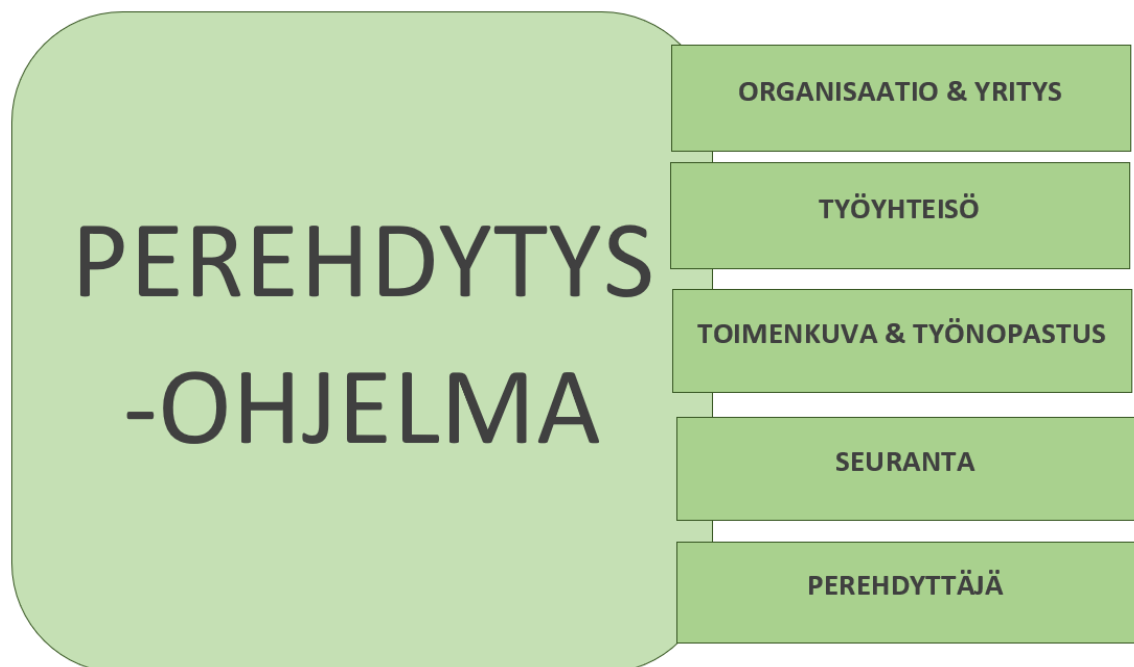 PEREHDYTYS
-OHJELMA
ORGANISAATIO & YRITYS
TYÖYHTEISÖ
TOIMENKUVA & TYÖNOPASTUS
SEURANTA
PEREHDYTTÄJÄ